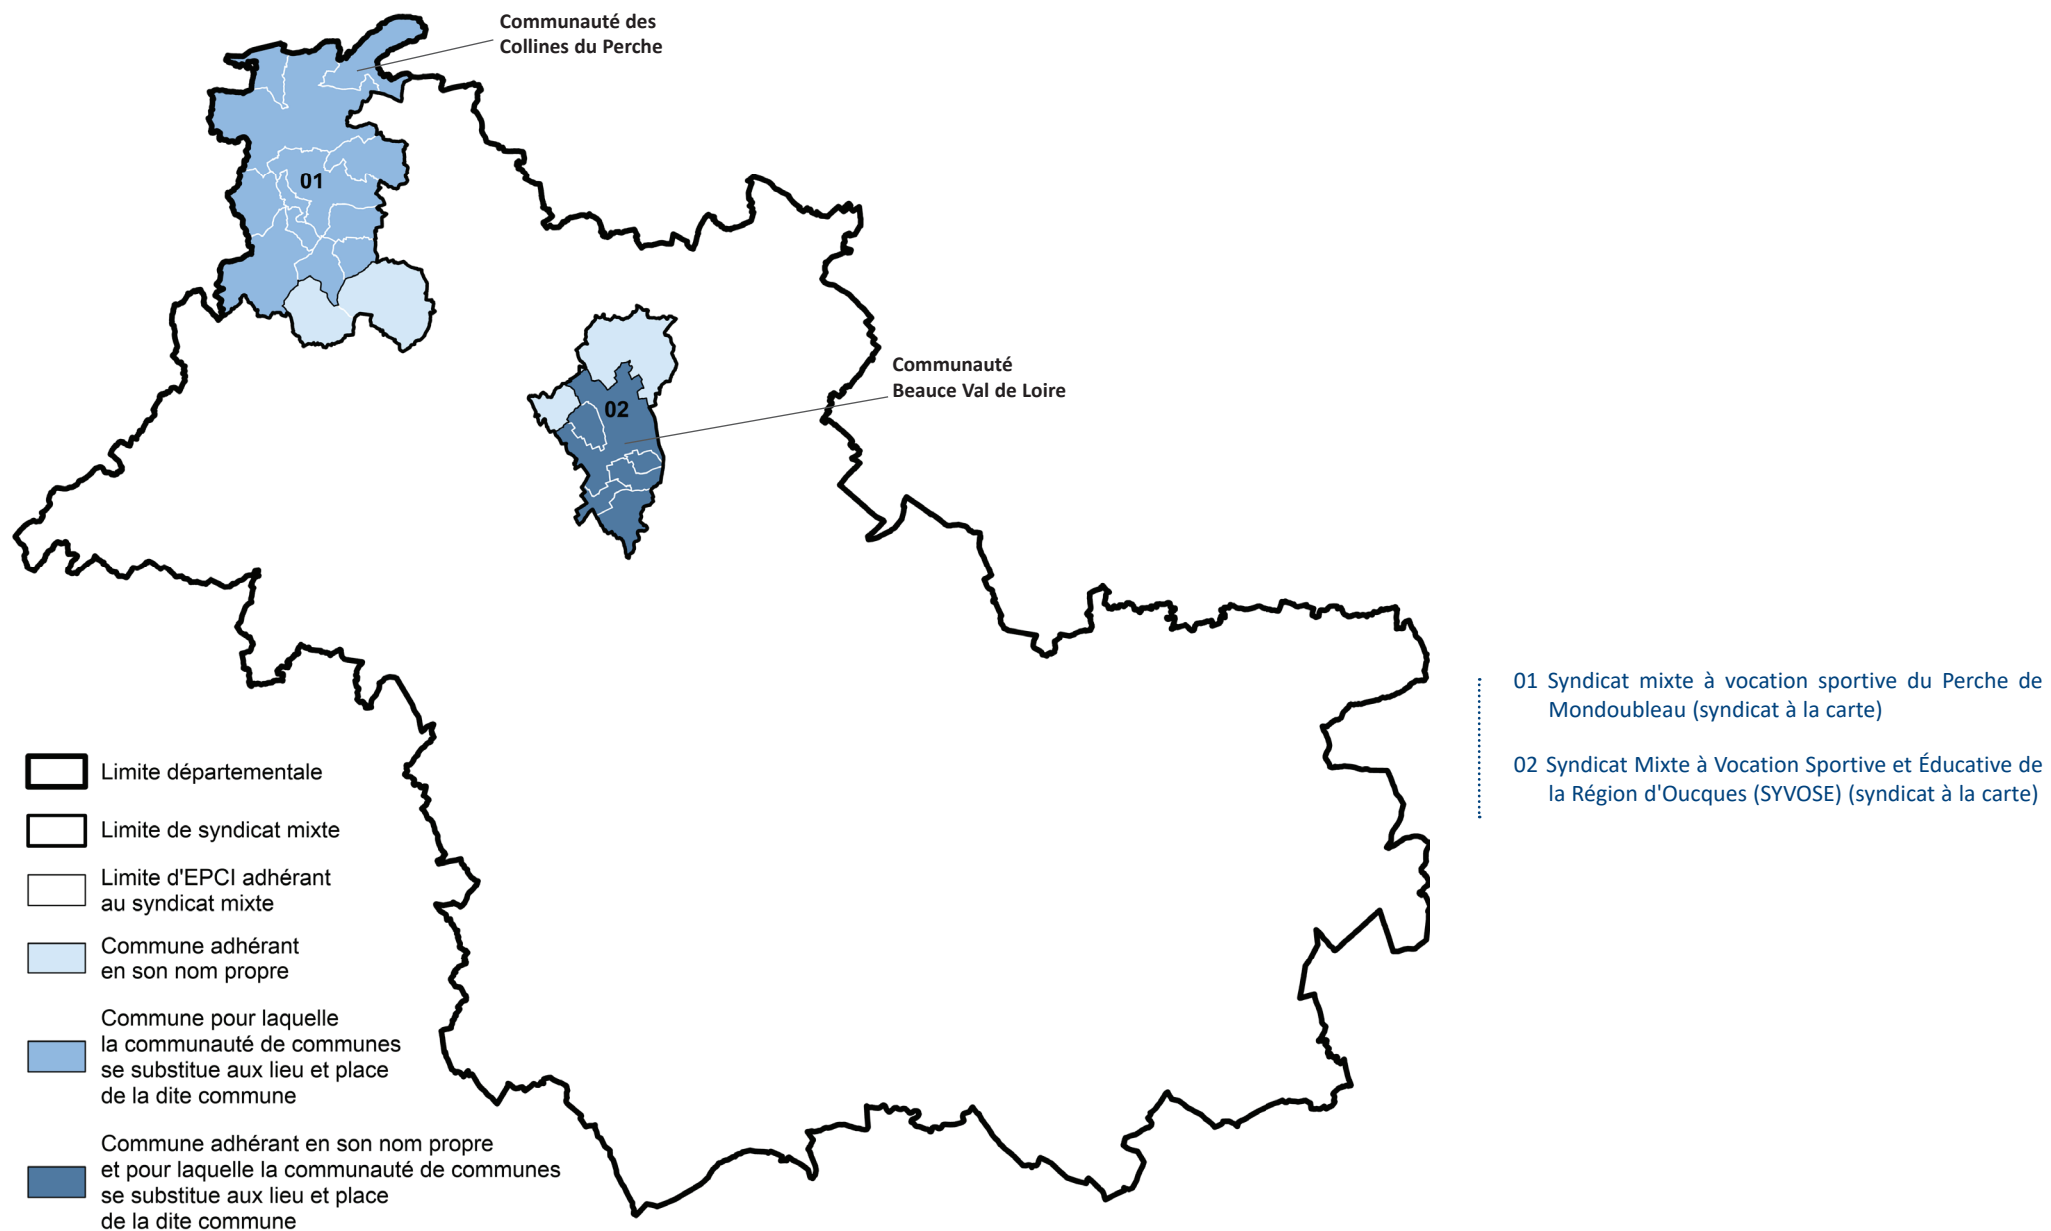 Communauté des
Collines du Perche
01
Communauté
Beauce Val de Loire
02
01 Syndicat mixte à vocation sportive du Perche de
Mondoubleau (syndicat à la carte)
02 Syndicat Mixte à Vocation Sportive et Éducative de
la Région d'Oucques (SYVOSE) (syndicat à la carte)
Limite départementale
Limite de syndicat mixte
Limite d'EPCI adhérant
au syndicat mixte
Commune adhérant
en son nom propre
Commune pour laquelle
la communauté de communes
se substitue aux lieu et place
de la dite commune
Commune adhérant en son nom propre
et pour laquelle la communauté de communes
se substitue aux lieu et place
de la dite commune